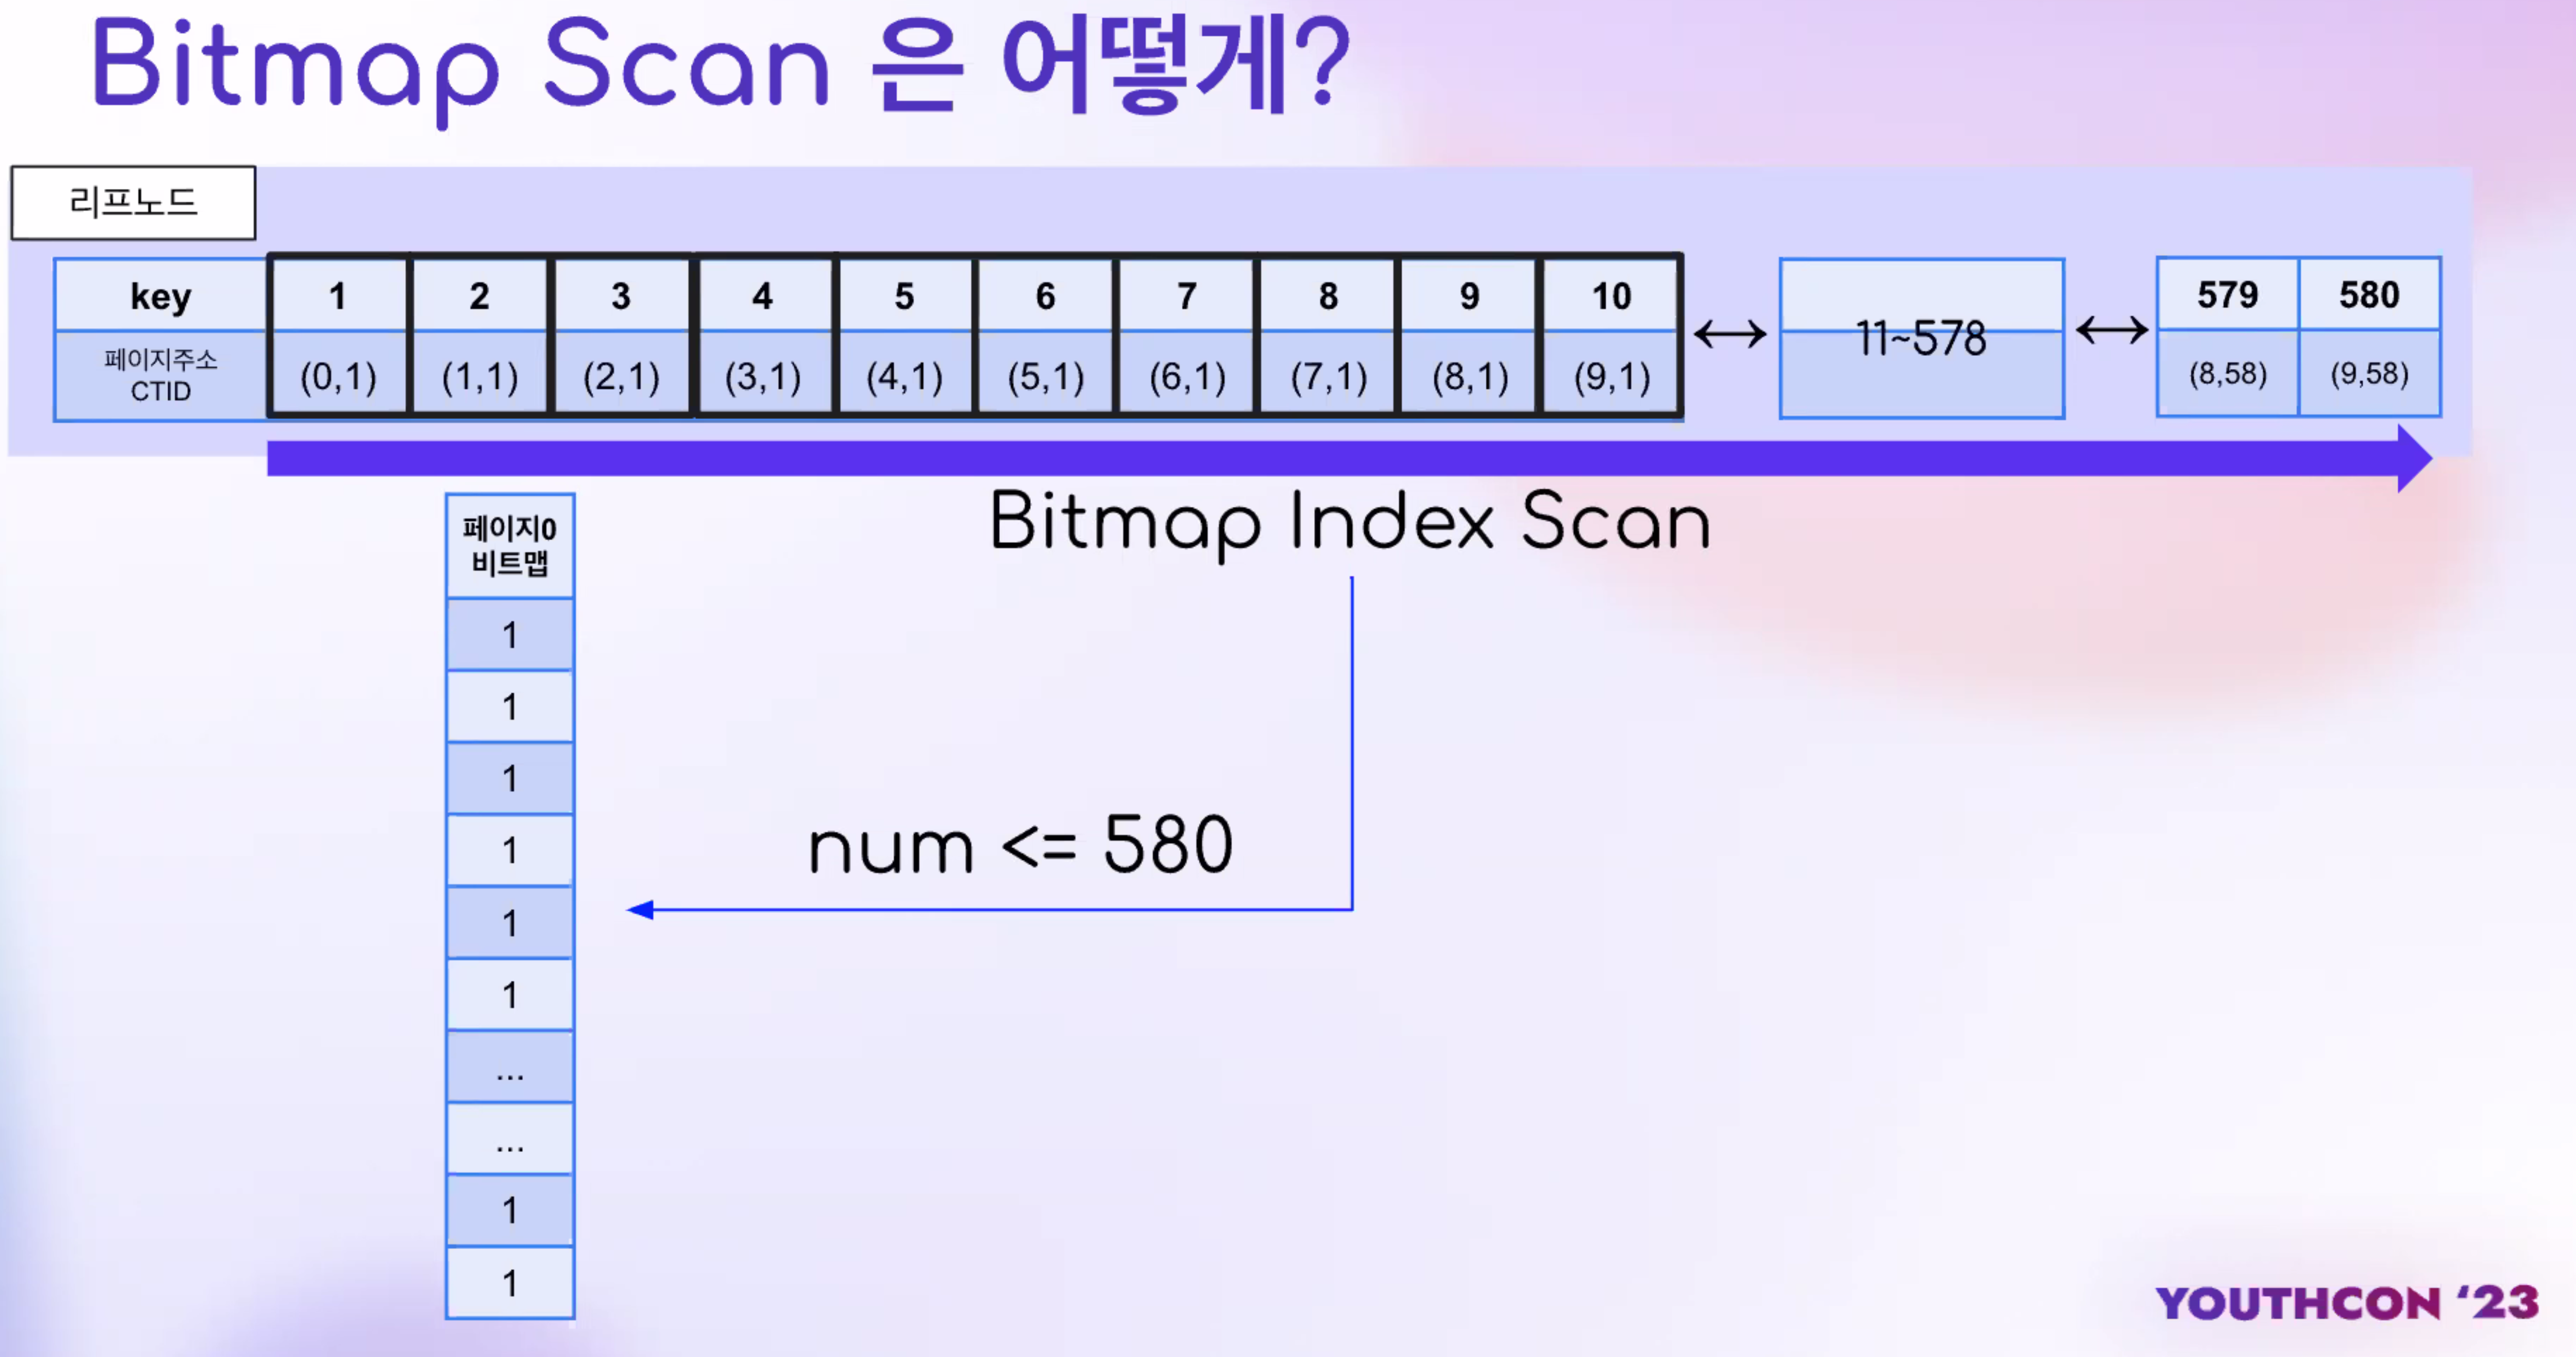 Bitmap Scan 은 어떻게?
리프노드
key 1 2 3 4 5 6 7 8 9 10
페이지주소
CTID
(0,1) (1,1) (2,1) (3,1) (4,1) (5,1) (6,1) (7,1) (8,1) (9,1)
11~578
579 580
(8,58) (9,58)
Bitmap Index Scan
페이지0
비트맵
1
1
1
1
1
1
...
...
1
1
num <= 580
YOUTHCON ‘23